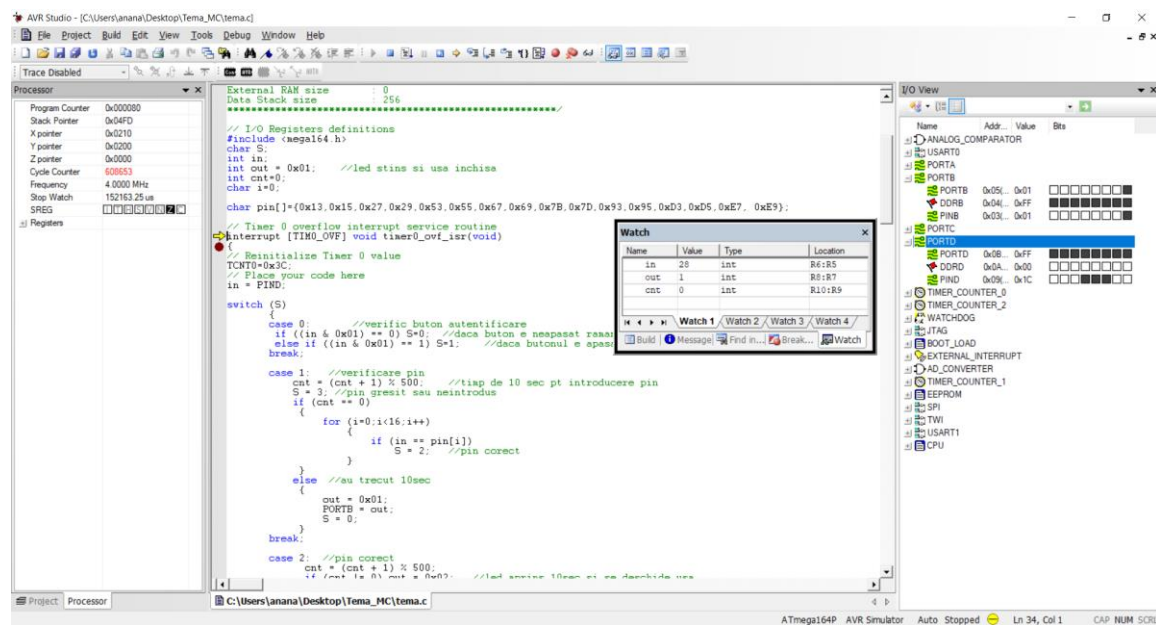 AVR Studio - [C:\Users\anana\Desktop\Tema_MC\tema.c]
File Project Build Edit View Tools Debug Window Help
Trace Disabled
Processor
Program Counter 0x000080
Stack Pointer 0x04FD
X pointer 0x0210
Y pointer 0x0200
Z pointer 0x0000
Cycle Counter 608653
Frequency 4.0000 MHz
Stop Watch 152163.25 us
SREG I T H S V N Z C
Registers
External RAM size : 0
Data Stack size : 256
*******************************************************/
// I/O Registers definitions
#include <mega164.h>
char S;
int in;
int out = 0x01; //led stins si usa inchisa
int cnt=0;
char i=0;
char pin[]={0x13,0x15,0x27,0x29,0x53,0x55,0x67,0x69,0x7B,0x7D,0x93,0x95,0xD3,0xD5,0xE7, 0xE9};
// Timer 0 overflow interrupt service routine
interrupt [TIM0_OVF] void timer0_ovf_isr(void)
{
// Reinitialize Timer 0 value
TCNT0=0x3C;
// Place your code here
in = PIND;
switch (S)
{
case 0: //verific buton autentificare
if ((in & 0x01) == 0) S=0; //daca buton e neapasat
else if ((in & 0x01) == 1) S=1; //daca butonul e
break;
case 1: //verificare pin
cnt = (cnt + 1) % 500; //timp de 10 sec pt introducere pin
S = 3; //pin gresit sau neintrodus
if (cnt == 0)
{
for (i=0;i<16;i++)
{
if (in == pin[i])
S = 2; //pin corect
}
}
else //au trecut 10sec
{
out = 0x01;
PORTB = out;
S = 0;
}
break;
case 2: //pin corect
cnt = (cnt + 1) % 500;
if (cnt != 0) out = 0x02; //led aprins 10sec si se deschide usa
Watch
Name Value Type Location
in 28 int R6:R5
out 1 int R8:R7
cnt 0 int R10:R9
Watch 1 Watch 2 Watch 3 Watch 4
Build Message Find in... Break... Watch
I/O View
Name Addr... Value Bits
ANALOG_COMPARATOR
USART0
PORTA
PORTB
PORTB 0x05(... 0x01
DDRB 0x04(... 0xFF
PINB 0x03(... 0x01
PORTC
PORTD
PORTD 0x0B... 0xFF
DDRD 0x0A... 0x00
PIND 0x09(... 0x1C
TIMER_COUNTER_0
TIMER_COUNTER_2
WATCHDOG
JTAG
BOOT_LOAD
EXTERNAL_INTERRUPT
AD_CONVERTER
TIMER_COUNTER_1
EEPROM
SPI
TWI
USART1
CPU
Project Processor
C:\Users\anana\Desktop\Tema_MC\tema.c
ATmega164P AVR Simulator Auto Stopped Ln 34, Col 1 CAP NUM